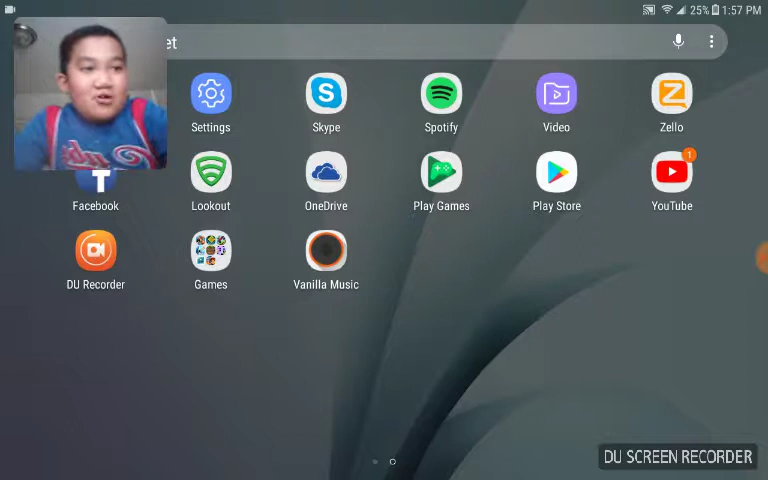 25% 1:57 PM
et
Settings
Skype
Spotify
Video
Zello
1
Facebook
Lookout
OneDrive
Play Games
Play Store
YouTube
DU Recorder
Games
Vanilla Music
DU SCREEN RECORDER